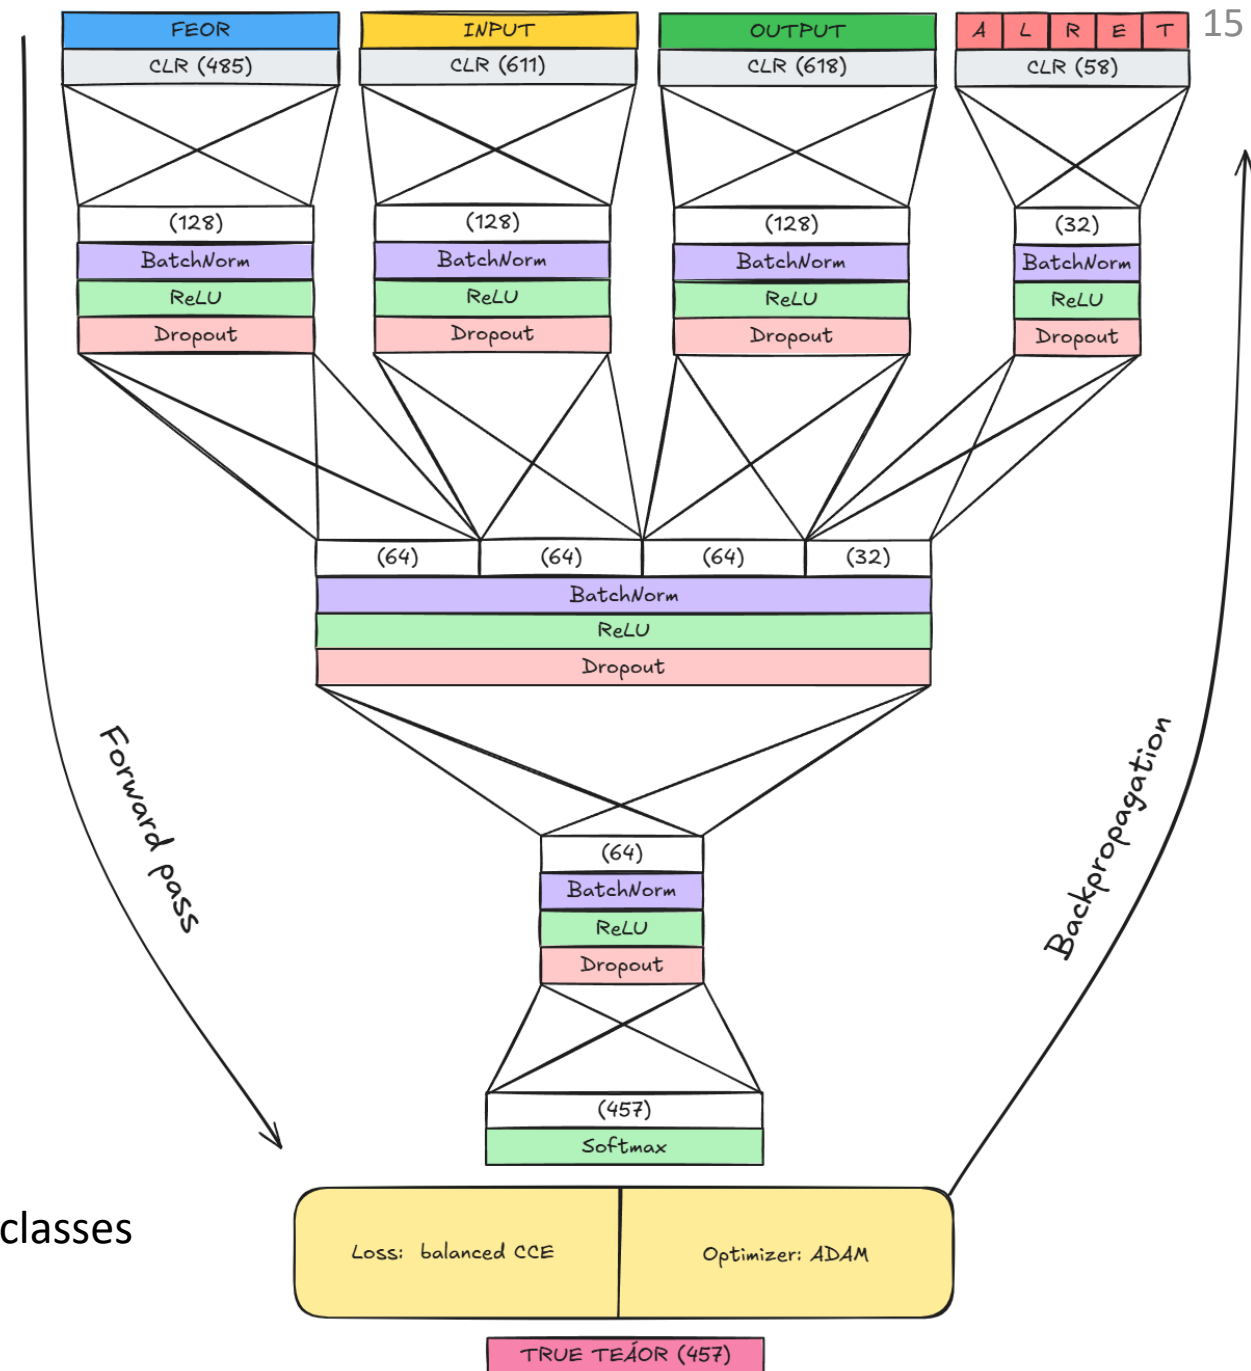 15
FEOR INPUT OUTPUT A L R E T
CLR (485) CLR (611) CLR (618) CLR (58)
(128) (128) (128) (32)
BatchNorm BatchNorm BatchNorm BatchNorm
ReLU ReLU ReLU ReLU
Dropout Dropout Dropout Dropout
(64) (64) (64) (32)
BatchNorm
ReLU
Dropout
Forward pass
Backpropagation
(64)
BatchNorm
ReLU
Dropout
(457)
Softmax
classes
Loss: balanced CCE Optimizer: ADAM
TRUE TEÁOR (457)